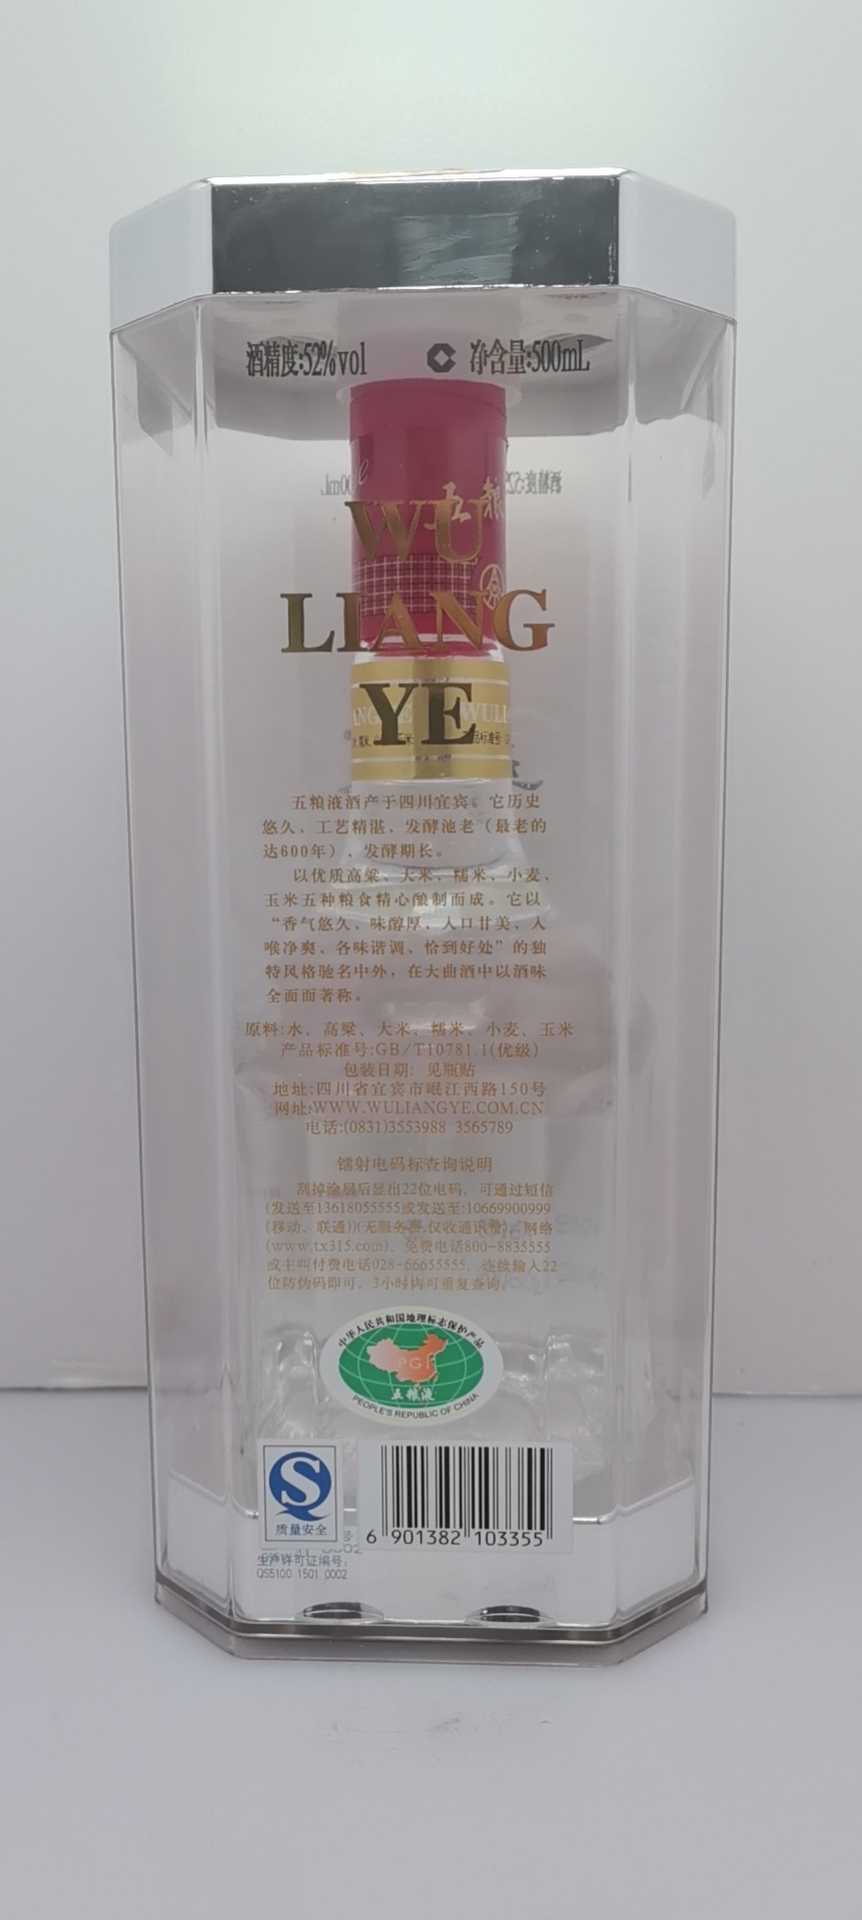 酒精度:52%vol 净含量:500mL
WU
LIANG
YE
五粮液酒产于四川宜宾。它历史
悠久、工艺精湛、发酵池老（最老的
达600年）、发酵期长。
以优质高粱、大米、糯米、小麦、
玉米五种粮食精心酿制而成。它以
“香气悠久、味醇厚、入口甘美、入
喉净爽、各味谐调、恰到好处”的独
特风格驰名中外，在大曲酒中以酒味
全面而著称。
原料:水、高粱、大米、糯米、小麦、玉米
产品标准号:GB/T10781.1(优级)
包装日期: 见瓶贴
地址:四川省宜宾市岷江西路150号
网址:WWW.WULIANGYE.COM.CN
电话:(0831)3553988 3565789
镭射电码标查询说明
刮掉涂层后显出22位电码，可通过短信
(发送至13618055555或发送至:10669900999
(移动、联通))(无服务费,仅收通讯费)、网络
(www.tx315.com)、免费电话800-8835555
或主叫付费电话028-66655555，连续输入22
位防伪码即可，3小时内可重复查询。
中华人民共和国地理标志保护产品
PGI
五粮液
PEOPLE'S REPUBLIC OF CHINA
质量安全
6 901382 103355
生产许可证编号：
QS5100 1501 0002